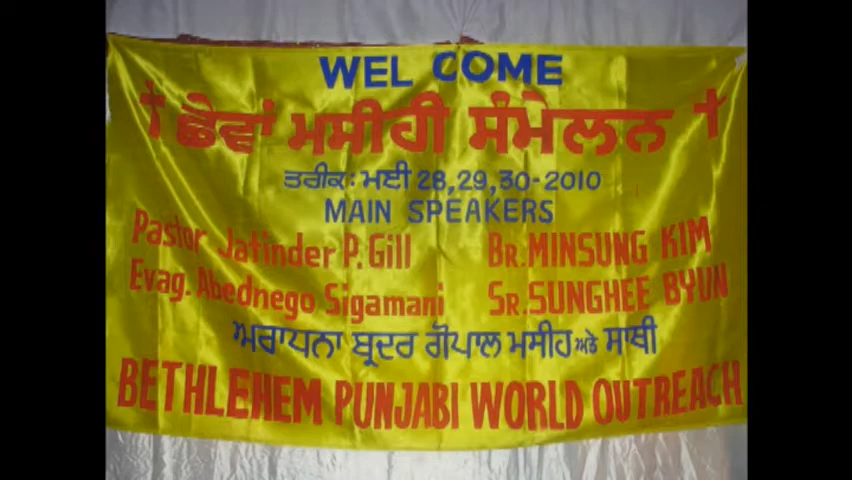 WEL COME
ਛੇਵਾਂ ਮਸੀਹੀ ਸੰਮੇਲਨ
ਤਰੀਕ: ਮਈ 28,29,30-2010
MAIN SPEAKERS
Pastor Jatinder P. Gill BR. MINSUNG KIM
Evag. Abednego Sigamani SR. SUNGHEE BYUN
ਅਰਾਧਨਾ ਬ੍ਰਦਰ ਗੋਪਾਲ ਮਸੀਹ ਅਤੇ ਸਾਥੀ
BETHLEHEM PUNJABI WORLD OUTREACH